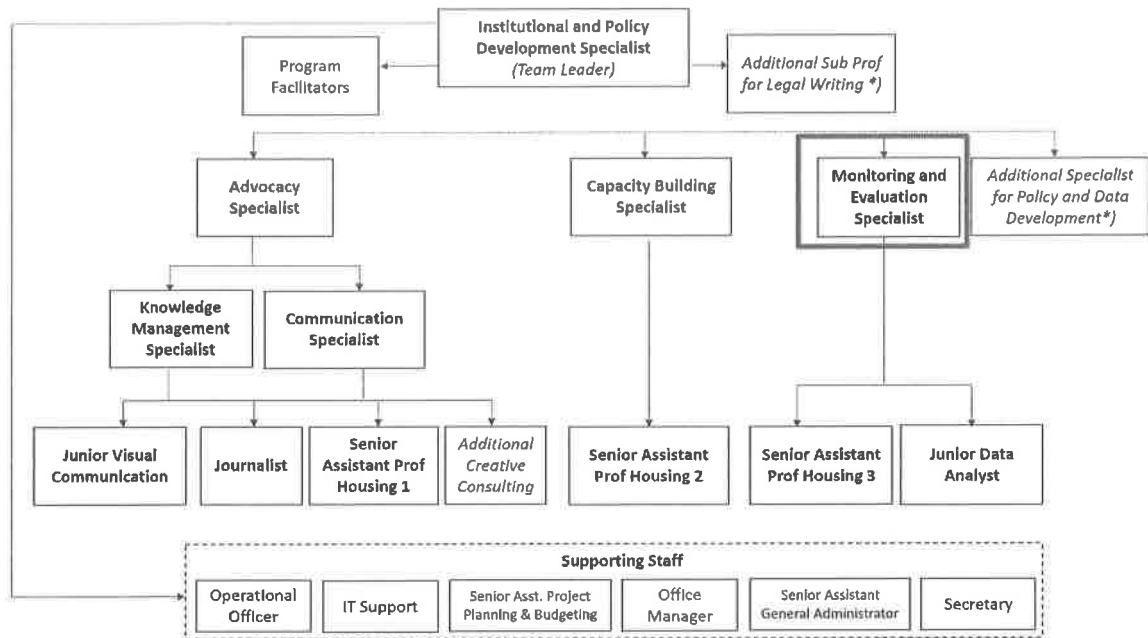 Institutional and Policy
Development Specialist
(Team Leader)
Program
Facilitators
Additional Sub Prof
for Legal Writing *)
Advocacy
Specialist
Capacity Building
Specialist
Monitoring and
Evaluation
Specialist
Additional Specialist
for Policy and Data
Development*)
Knowledge
Management
Specialist
Communication
Specialist
Junior Visual
Communication
Journalist
Senior
Assistant Prof
Housing 1
Additional
Creative
Consulting
Senior Assistant
Prof Housing 2
Senior Assistant
Prof Housing 3
Junior Data
Analyst
Supporting Staff
Operational
Officer
IT Support
Senior Asst. Project
Planning & Budgeting
Office
Manager
Senior Assistant
General Administrator
Secretary